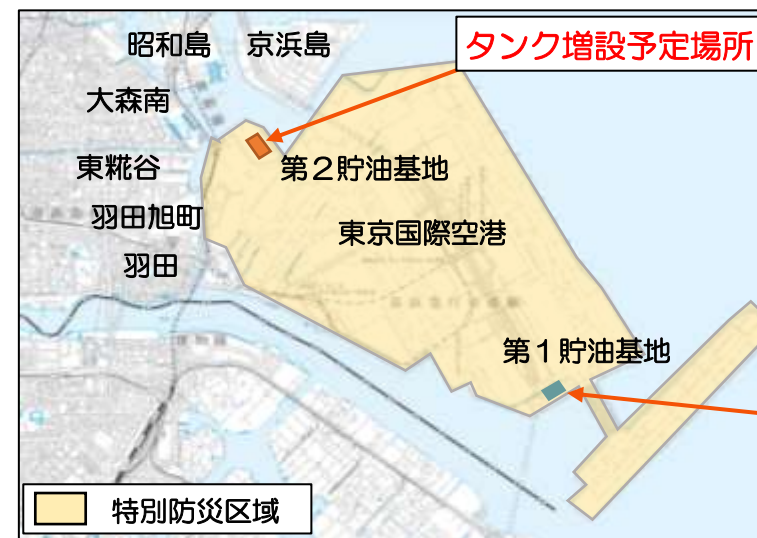 昭和島
京浜島
タンク増設予定場所
大森南
東糀谷
第２貯油基地
羽田旭町
東京国際空港
羽田
第１貯油基地
特別防災区域